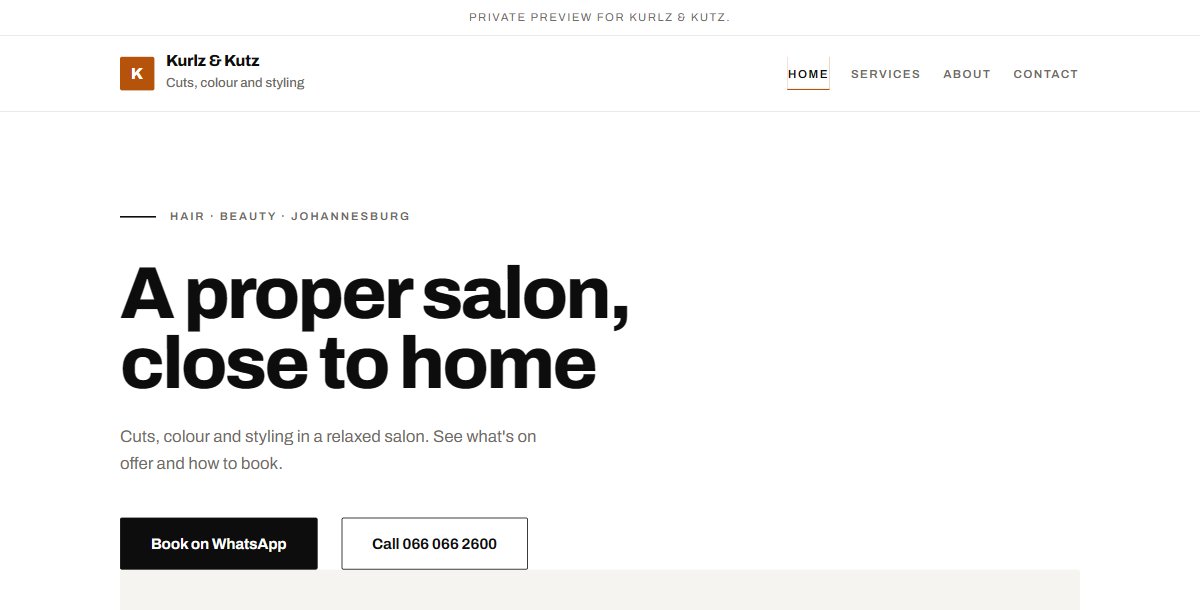 PRIVATE PREVIEW FOR KURLZ & KUTZ.
K
Kurlz & Kutz
Cuts, colour and styling
HOME SERVICES ABOUT CONTACT
HAIR · BEAUTY · JOHANNESBURG
A proper salon,
close to home
Cuts, colour and styling in a relaxed salon. See what's on
offer and how to book.
Book on WhatsApp
Call 066 066 2600